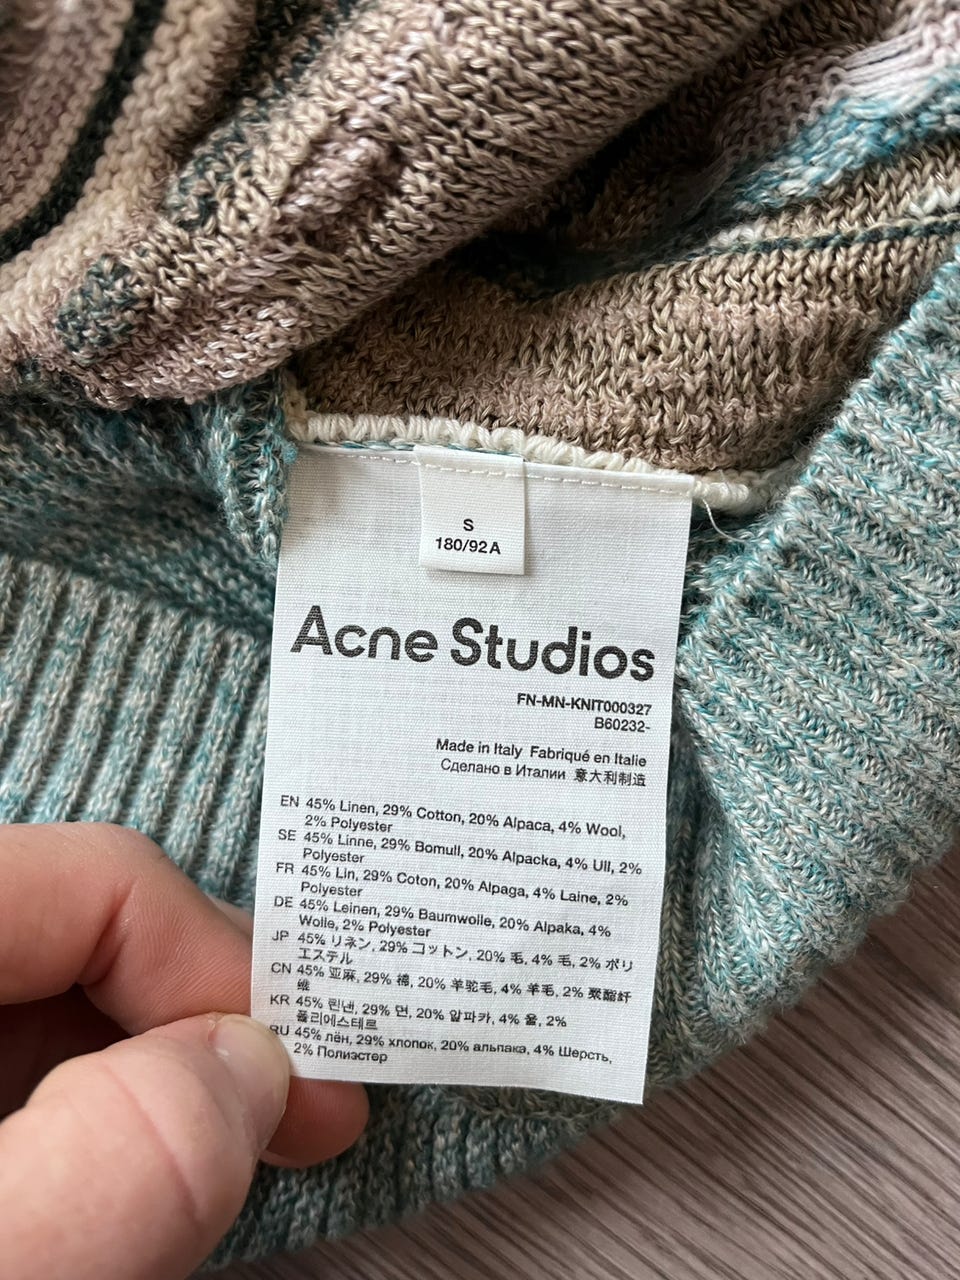 S
180/92A
Acne Studios
FN-MN-KNIT000327
B60232-
Made in Italy Fabriqué en Italie
Сделано в Италии 意大利制造
EN 45% Linen, 29% Cotton, 20% Alpaca, 4% Wool,
2% Polyester
SE 45% Linne, 29% Bomull, 20% Alpacka, 4% Ull, 2%
Polyester
FR 45% Lin, 29% Coton, 20% Alpaga, 4% Laine, 2%
Polyester
DE 45% Leinen, 29% Baumwolle, 20% Alpaka, 4%
Wolle, 2% Polyester
JP 45% リネン, 29% コットン, 20% 毛, 4% 毛, 2% ポリ
エステル
CN 45% 亚麻, 29% 棉, 20% 羊驼毛, 4% 羊毛, 2% 聚酯纤
维
KR 45% 린넨, 29% 면, 20% 알파카, 4% 울, 2%
폴리에스테르
RU 45% лён, 29% хлопок, 20% альпака, 4% Шерсть,
2% Полиэстер